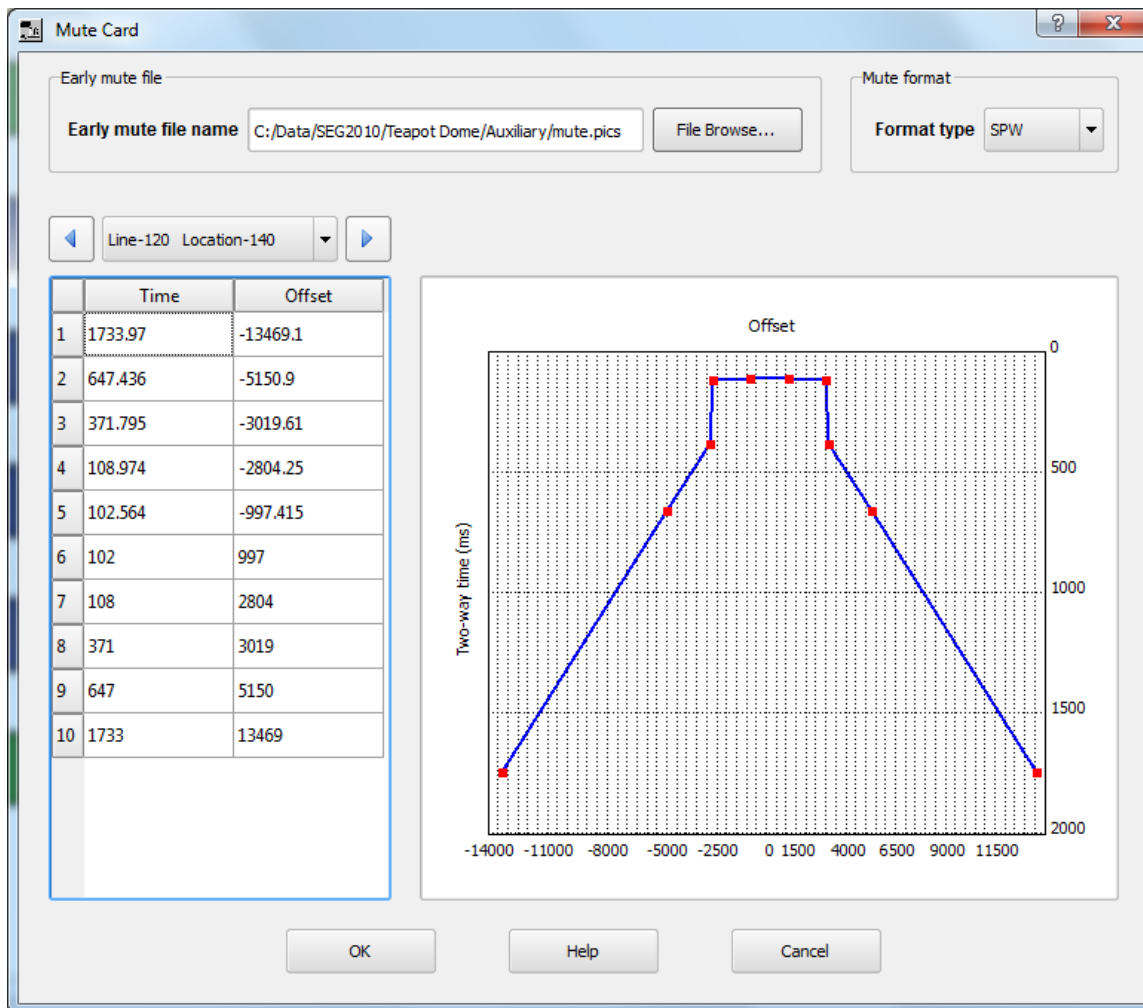 Mute Card
?
Early mute file
Early mute file name C:/Data/SEG2010/Teapot Dome/Auxiliary/mute.pics File Browse...
Mute format
Format type SPW
Line-120 Location-140
Time Offset
1 1733.97 -13469.1
2 647.436 -5150.9
3 371.795 -3019.61
4 108.974 -2804.25
5 102.564 -997.415
6 102 997
7 108 2804
8 371 3019
9 647 5150
10 1733 13469
Offset
Two-way time (ms)
0
500
1000
1500
2000
-14000 -11000 -8000 -5000 -2500 0 1500 4000 6500 9000 11500
OK Help Cancel